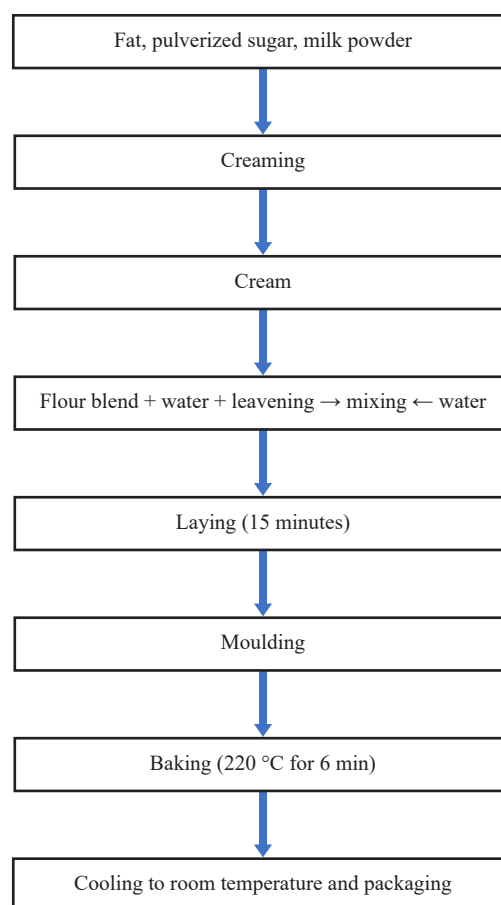 Fat, pulverized sugar, milk powder
Creaming
Cream
Flour blend + water + leavening → mixing ← water
Laying (15 minutes)
Moulding
Baking (220 °C for 6 min)
Cooling to room temperature and packaging